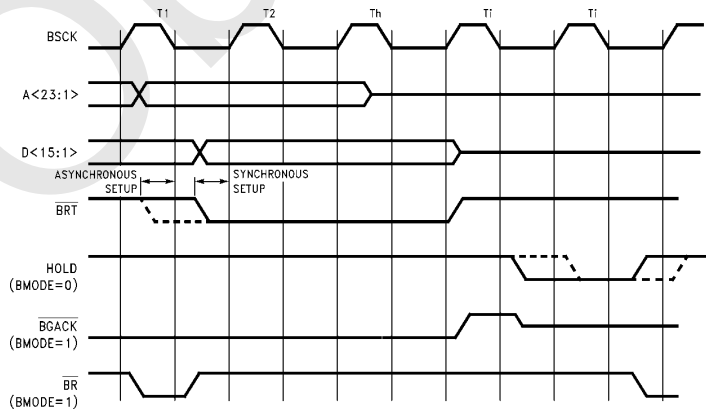 T1 T2 Th Ti Ti
BSCK
A<23:1>
D<15:1>
ASYNCHRONOUS
SETUP
SYNCHRONOUS
SETUP
BRT
HOLD
(BMODE=0)
BGACK
(BMODE=1)
BR
(BMODE=1)